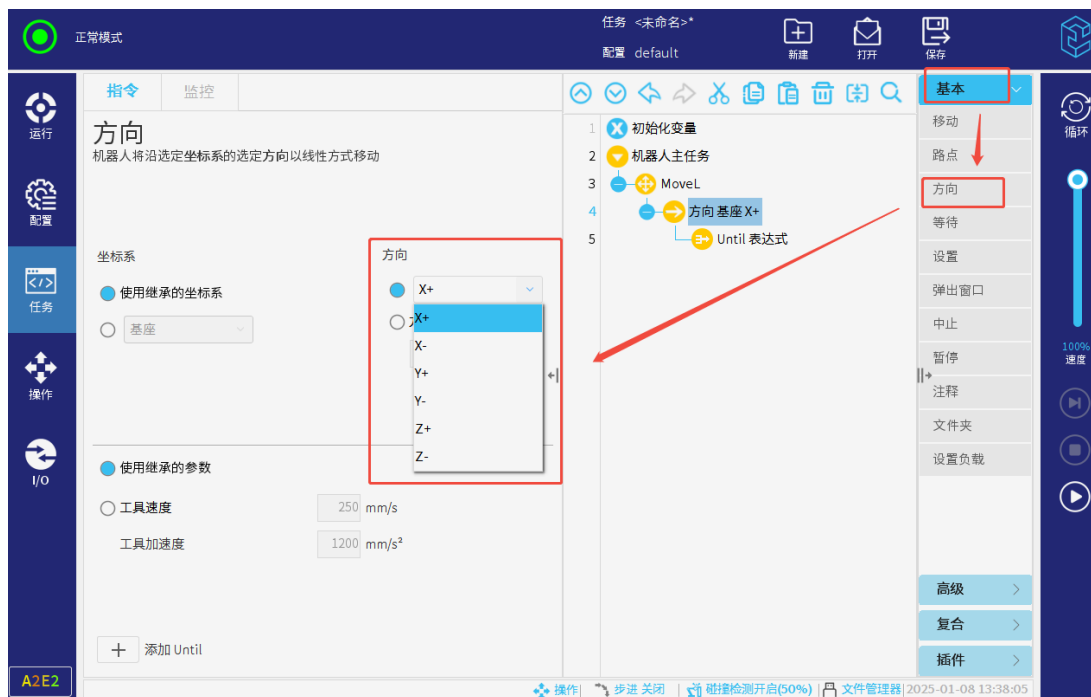 正常模式
任务 <未命名>*
配置 default
新建
打开
保存
运行
配置
任务
操作
I/O
A2E2
指令
监控
方向
机器人将沿选定坐标系的选定方向以线性方式移动
坐标系
使用继承的坐标系
基座
方向
X+
X+
X-
Y+
Y-
Z+
Z-
使用继承的参数
工具速度 250 mm/s
工具加速度 1200 mm/s²
添加 Until
1 初始化变量
2 机器人主任务
3 MoveL
4 方向 基座 X+
5 Until 表达式
基本
移动
路点
方向
等待
设置
弹出窗口
中止
暂停
注释
文件夹
设置负载
高级
复合
插件
循环
100%
速度
操作 步进 关闭 碰撞检测开启(50%) 文件管理器 2025-01-08 13:38:05